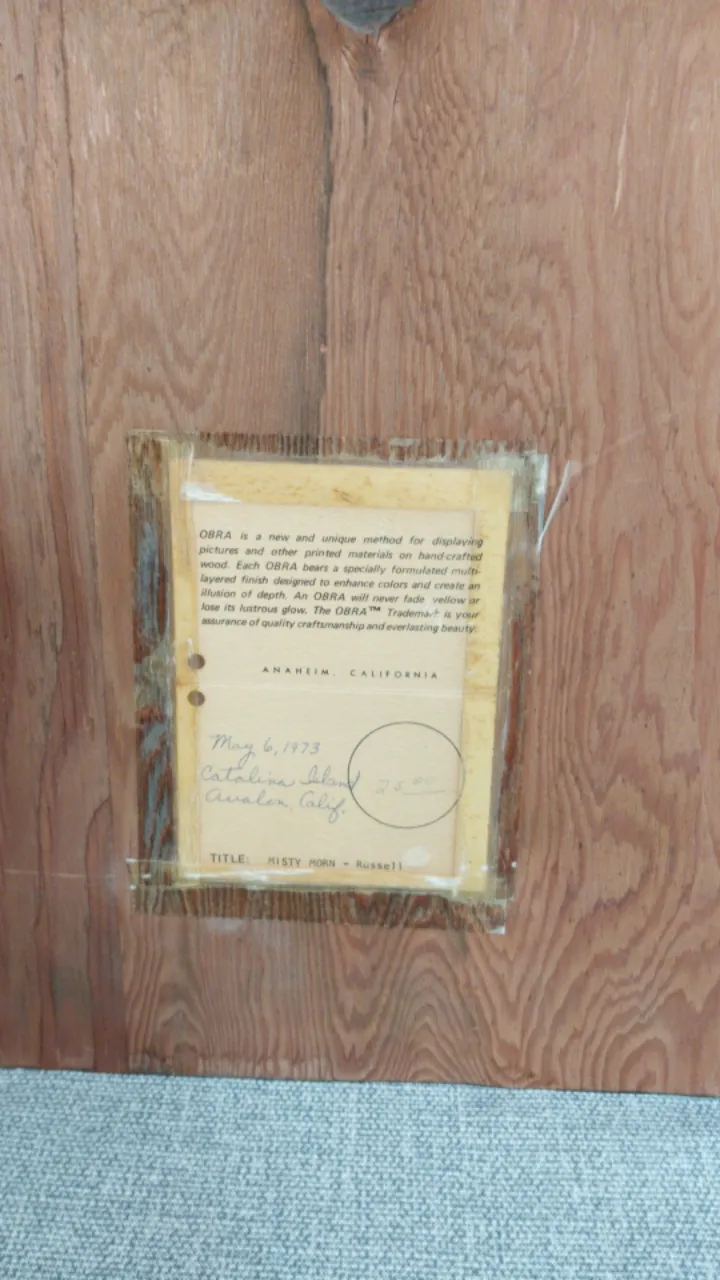 OBRA is a new and unique method for displaying
pictures and other printed materials on hand-crafted
wood. Each OBRA bears a specially formulated multi-
layered finish designed to enhance colors and create an
illusion of depth. An OBRA will never fade yellow or
lose its lustrous glow. The OBRA™ Trademark is your
assurance of quality craftsmanship and everlasting beauty.
ANAHEIM, CALIFORNIA
May 6, 1973
Catalina Island
Avalon, Calif.
25.00
TITLE: MISTY MORN - Russell